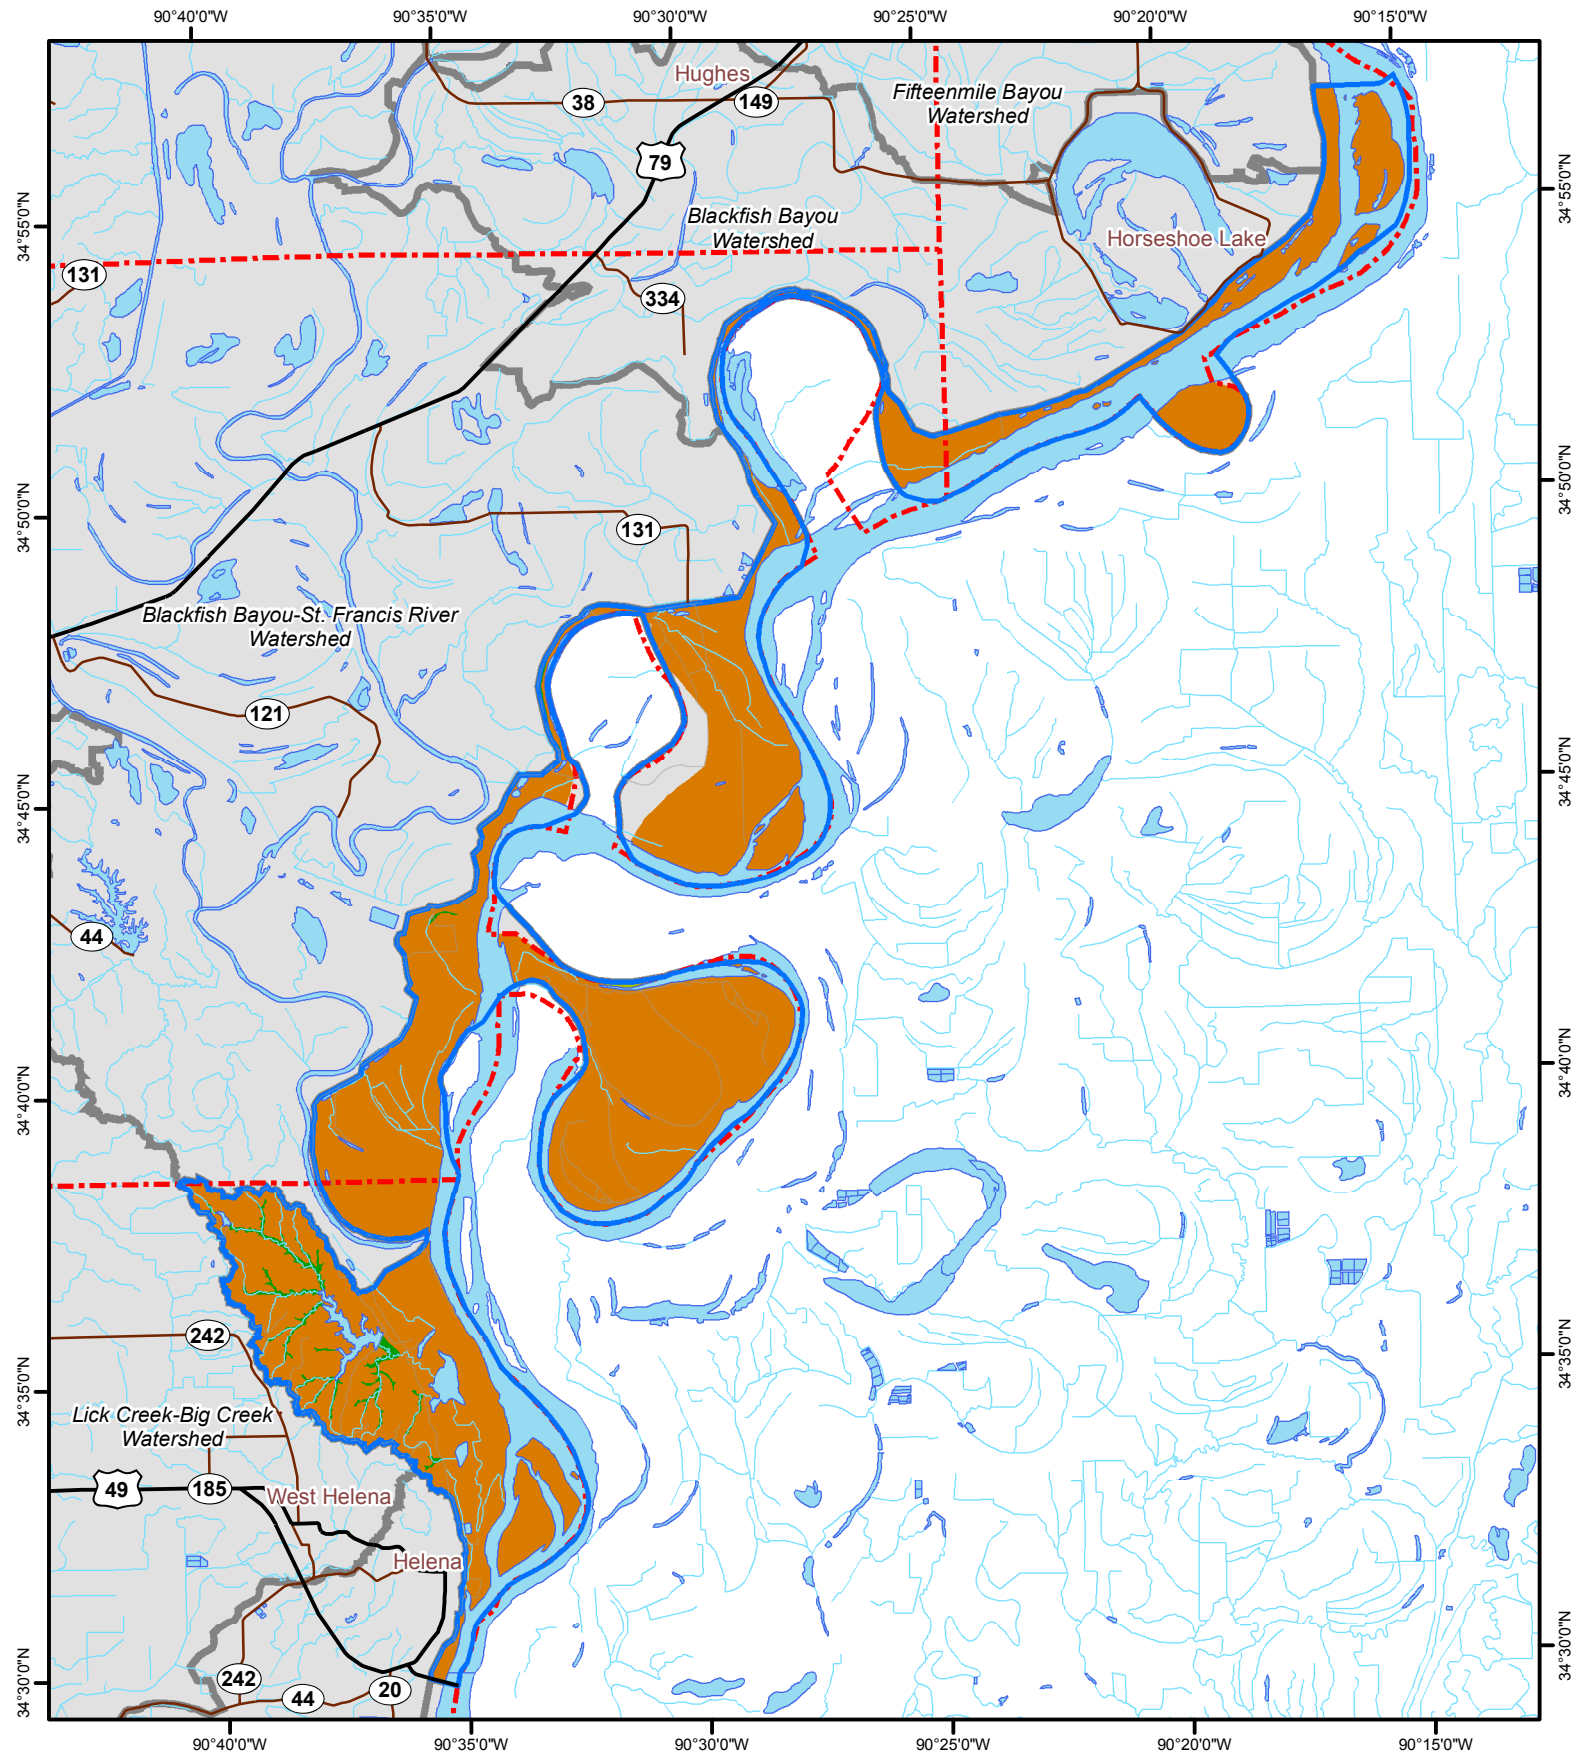 90°40'0"W 90°35'0"W 90°30'0"W 90°25'0"W 90°20'0"W 90°15'0"W
Hughes
38
149
Fifteenmile Bayou
Watershed
79
34°55'0"N
34°55'0"N
Blackfish Bayou
Watershed
Horseshoe Lake
131
334
34°50'0"N
34°50'0"N
131
Blackfish Bayou-St. Francis River
Watershed
121
34°45'0"N
34°45'0"N
44
34°40'0"N
34°40'0"N
242
34°35'0"N
34°35'0"N
Lick Creek-Big Creek
Watershed
49
185
West Helena
Helena
34°30'0"N
34°30'0"N
242
44
20
90°40'0"W 90°35'0"W 90°30'0"W 90°25'0"W 90°20'0"W 90°15'0"W